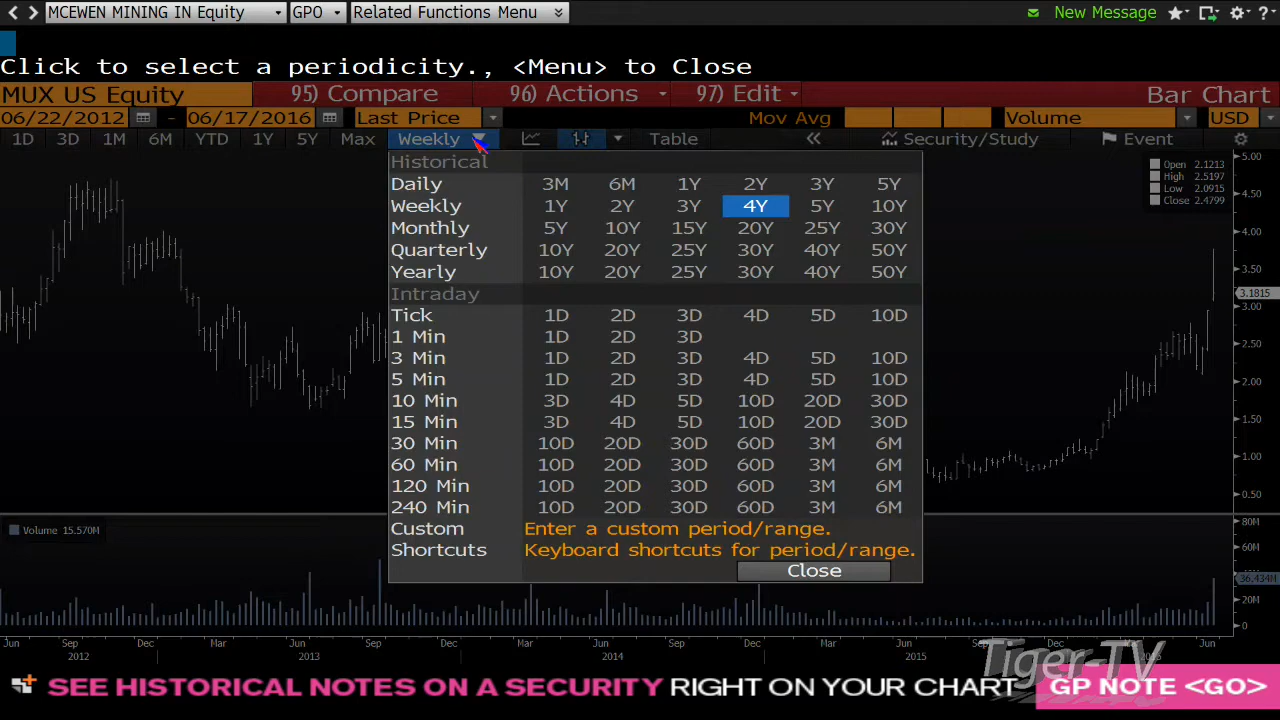 MCEWEN MINING IN Equity GPO Related Functions Menu New Message ?
Click to select a periodicity., <Menu> to Close
MUX US Equity 95) Compare 96) Actions 97) Edit Bar Chart
06/22/2012 - 06/17/2016 Last Price Mov Avg Volume USD
1D 3D 1M 6M YTD 1Y 5Y Max Weekly Table « Security/Study Event
Historical
Daily 3M 6M 1Y 2Y 3Y 5Y
Weekly 1Y 2Y 3Y 4Y 5Y 10Y
Monthly 5Y 10Y 15Y 20Y 25Y 30Y
Quarterly 10Y 20Y 25Y 30Y 40Y 50Y
Yearly 10Y 20Y 25Y 30Y 40Y 50Y
Intraday
Tick 1D 2D 3D 4D 5D 10D
1 Min 1D 2D 3D
3 Min 1D 2D 3D 4D 5D 10D
5 Min 1D 2D 3D 4D 5D 10D
10 Min 3D 4D 5D 10D 20D 30D
15 Min 3D 4D 5D 10D 20D 30D
30 Min 10D 20D 30D 60D 3M 6M
60 Min 10D 20D 30D 60D 3M 6M
120 Min 10D 20D 30D 60D 3M 6M
240 Min 10D 20D 30D 60D 3M 6M
Custom Enter a custom period/range.
Shortcuts Keyboard shortcuts for period/range.
Close
Open 2.1213
High 2.5197
Low 2.0915
Close 2.4799
5.00
4.50
4.00
3.50
3.1815
3.00
2.50
2.00
1.50
1.00
0.50
Volume 15.570M
80M
60M
36.434M
20M
0
Jun Sep Dec Mar Jun Sep Dec Mar Jun Sep Dec Jun Sep Dec Jun
2012 2013 2014 2015
Tiger-TV
SEE HISTORICAL NOTES ON A SECURITY RIGHT ON YOUR CHART GP NOTE <GO>